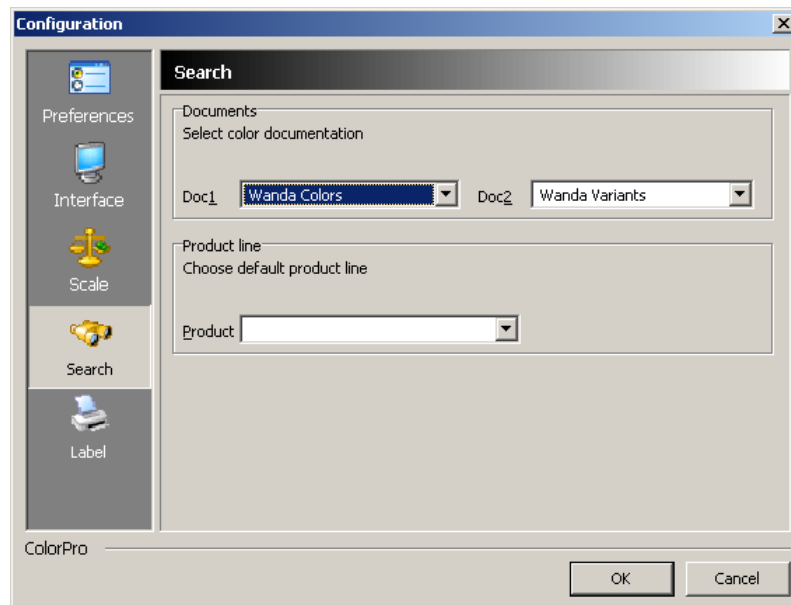 Configuration
Preferences
Interface
Scale
Search
Label
Search
Documents
Select color documentation
Doc1 Wanda Colors Doc2 Wanda Variants
Product line
Choose default product line
Product
ColorPro
OK Cancel